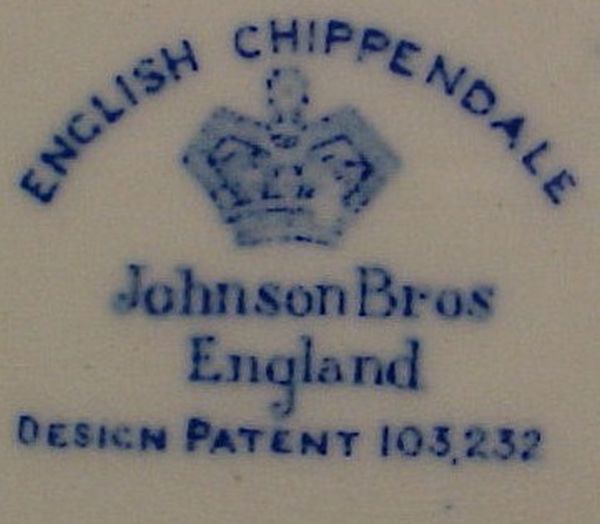 ENGLISH CHIPPENDALE
Johnson Bros
England
DESIGN PATENT 103,232